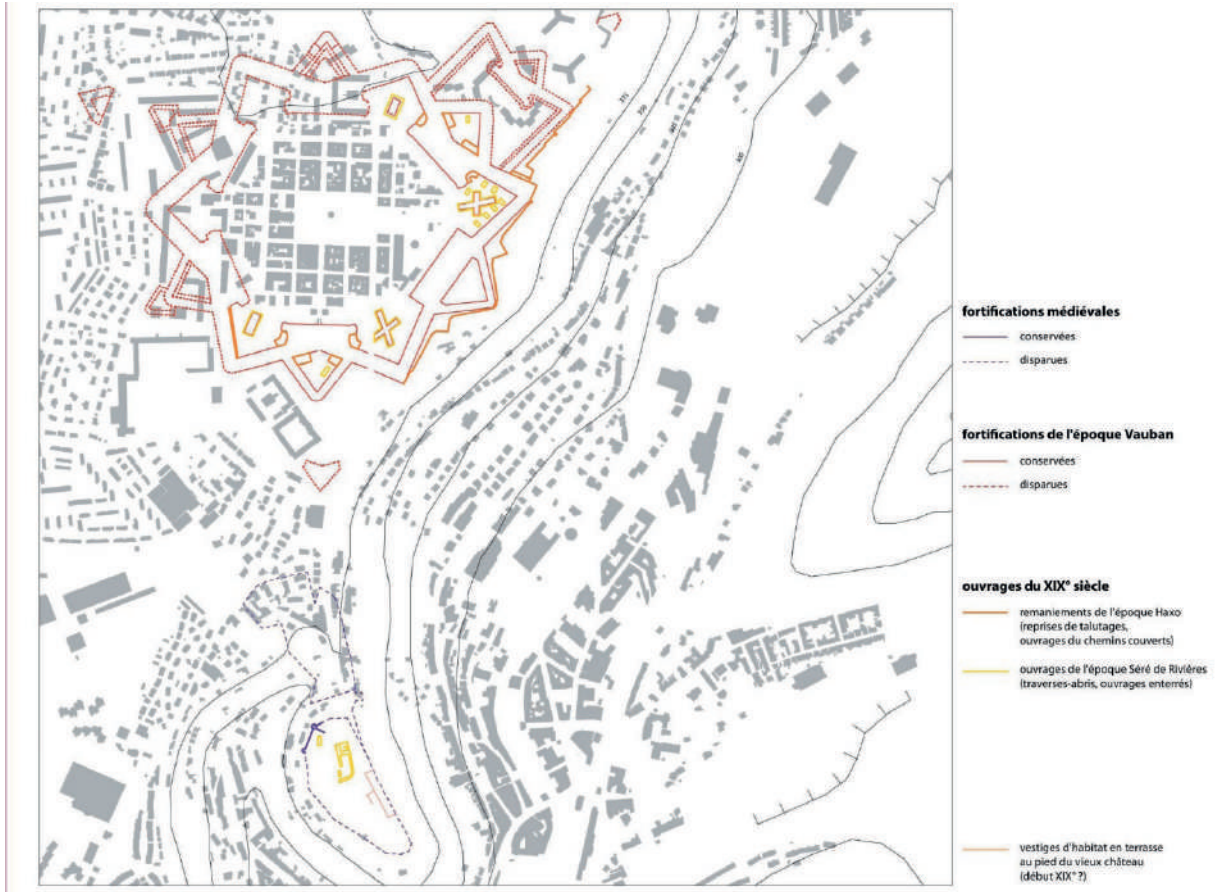 fortifications médiévales
conservées
disparues
fortifications de l'époque Vauban
conservées
disparues
ouvrages du XIX° siècle
remaniements de l'époque Haxo
(reprises de talutages,
ouvrages du chemins couverts)
ouvrages de l'époque Séré de Rivières
(traverses-abris, ouvrages enterrés)
vestiges d'habitat en terrasse
au pied du vieux château
(début XIX° ?)